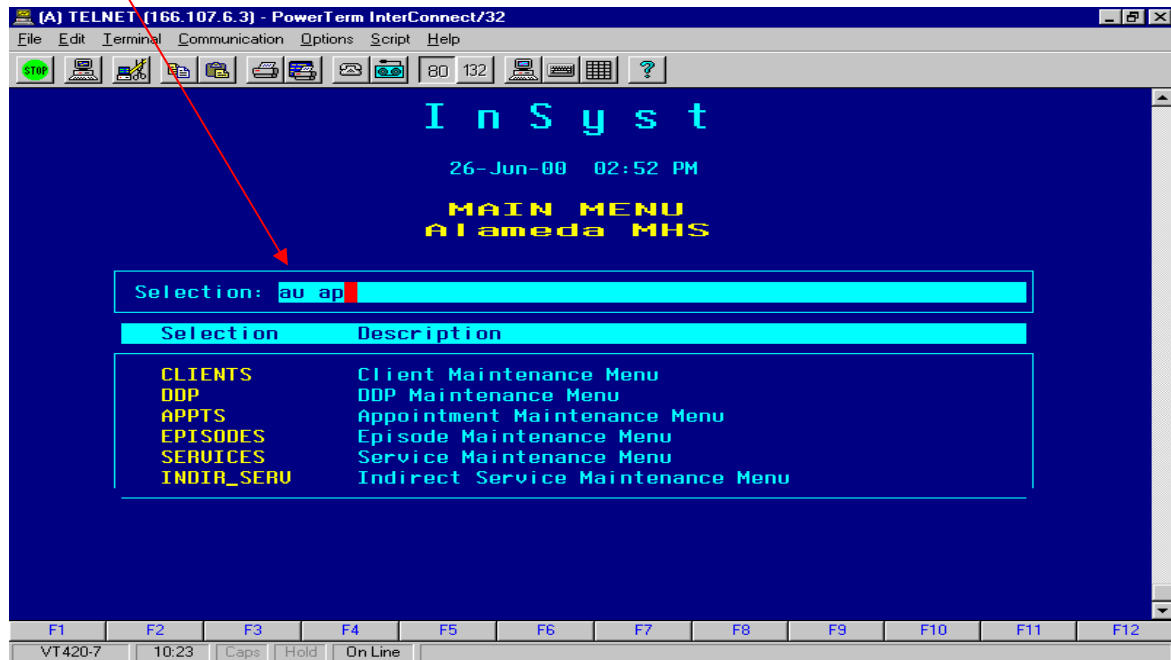 (A) TELNET (166.107.6.3) - PowerTerm InterConnect/32
File Edit Terminal Communication Options Script Help
STOP 80 132 ?
I n S y s t
26-Jun-00 02:52 PM
MAIN MENU
Alameda MHS
Selection: au ap
Selection Description
CLIENTS Client Maintenance Menu
DDP DDP Maintenance Menu
APPTS Appointment Maintenance Menu
EPISODES Episode Maintenance Menu
SERVICES Service Maintenance Menu
INDIR_SERV Indirect Service Maintenance Menu
F1 F2 F3 F4 F5 F6 F7 F8 F9 F10 F11 F12
VT420-7 10:23 Caps Hold On Line